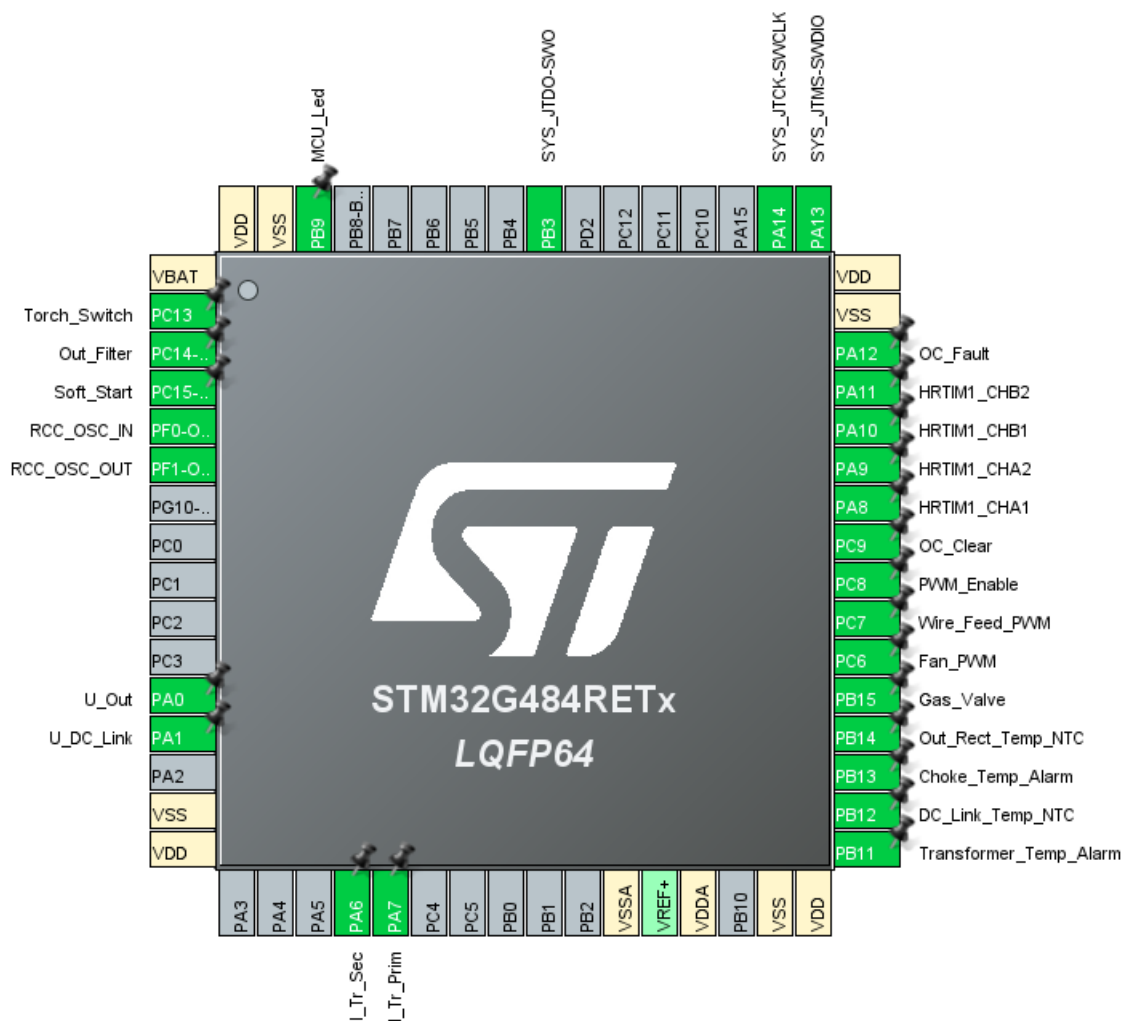 MCU_Led
SYS_JTDO-SWO
SYS_JTCK-SWCLK
SYS_JTMS-SWDIO
VDD
VSS
PB9
PB8-B..
PB7
PB6
PB5
PB4
PB3
PD2
PC12
PC11
PC10
PA15
PA14
PA13
VBAT
Torch_Switch PC13
Out_Filter PC14-..
Soft_Start PC15-..
RCC_OSC_IN PF0-O..
RCC_OSC_OUT PF1-O..
PG10-..
PC0
PC1
PC2
PC3
U_Out PA0
U_DC_Link PA1
PA2
VSS
VDD
STM32G484RETx
LQFP64
VDD
VSS
PA12 OC_Fault
PA11 HRTIM1_CHB2
PA10 HRTIM1_CHB1
PA9 HRTIM1_CHA2
PA8 HRTIM1_CHA1
PC9 OC_Clear
PC8 PWM_Enable
PC7 Wire_Feed_PWM
PC6 Fan_PWM
PB15 Gas_Valve
PB14 Out_Rect_Temp_NTC
PB13 Choke_Temp_Alarm
PB12 DC_Link_Temp_NTC
PB11 Transformer_Temp_Alarm
PA3
PA4
PA5
PA6
PA7
PC4
PC5
PB0
PB1
PB2
VSSA
VREF+
VDDA
PB10
VSS
VDD
I_Tr_Sec
I_Tr_Prim